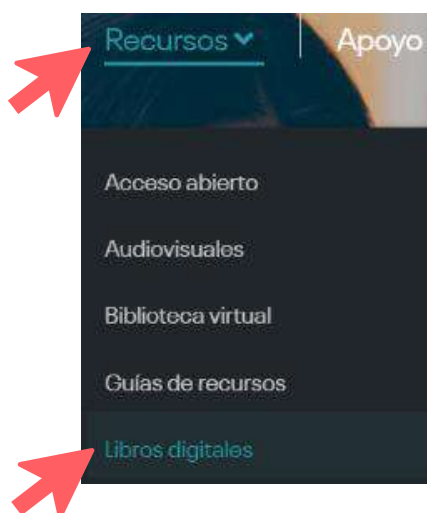 Recursos
Apoyo
Acceso abierto
Audiovisuales
Biblioteca virtual
Guías de recursos
Libros digitales